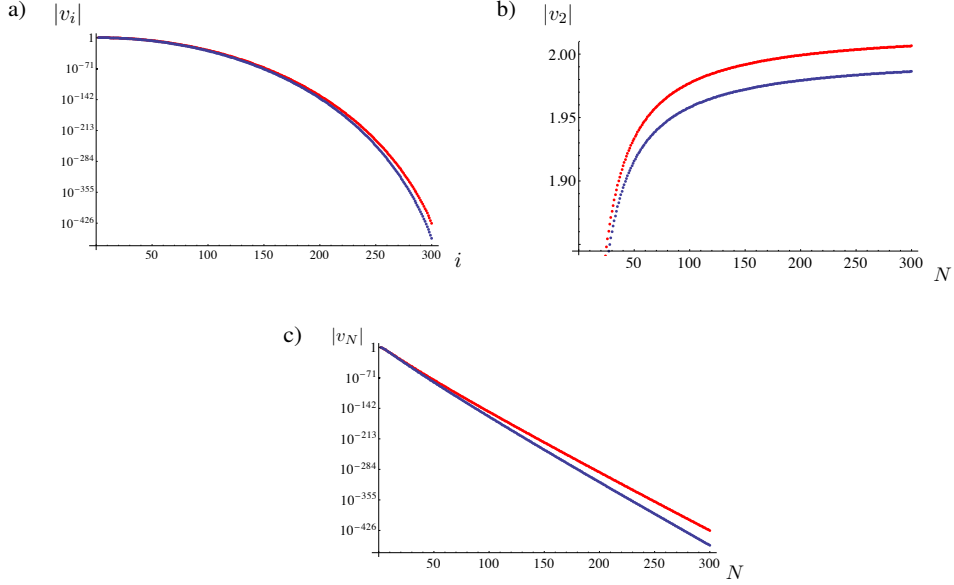 a)
|v_i|
1
10^{-71}
10^{-142}
10^{-213}
10^{-284}
10^{-355}
10^{-426}
50 100 150 200 250 300
i
b)
|v_2|
2.00
1.95
1.90
50 100 150 200 250 300
N
c)
|v_N|
1
10^{-71}
10^{-142}
10^{-213}
10^{-284}
10^{-355}
10^{-426}
50 100 150 200 250 300
N